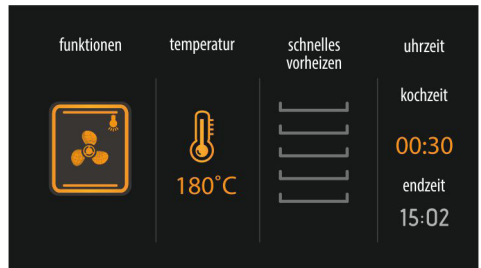 funktionen
temperatur
180°C
schnelles
vorheizen
uhrzeit
kochzeit
00:30
endzeit
15:02